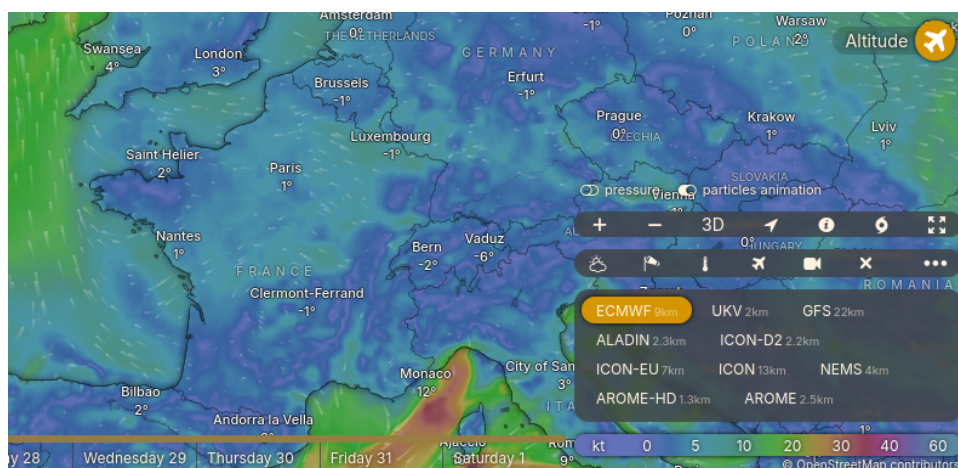 Amsterdam
0°
THE NETHERLANDS
-1°
Poznan
0°
Warsaw
2°
POLAND
Altitude
Swansea
4°
London
3°
GERMANY
Brussels
-1°
Erfurt
-1°
Prague
0°
CZECHIA
Krakow
1°
Lviv
1°
Luxembourg
-1°
Saint Helier
2°
Paris
1°
SLOVAKIA
pressure
particles animation
Vienna
Nantes
1°
Bern
-2°
Vaduz
-6°
+ − 3D
0°
HUNGARY
FRANCE
Clermont-Ferrand
-1°
ROMANIA
ECMWF 9km UKV 2km GFS 22km
ALADIN 2.3km ICON-D2 2.2km
ICON-EU 7km ICON 13km NEMS 4km
AROME-HD 1.3km AROME 2.5km
Monaco
12°
City of San
3°
Bilbao
2°
Andorra la Vella
1°
Ajaccio
9°
kt 0 5 10 20 30 40 60
Wednesday 29 Thursday 30 Friday 31 Saturday 1
© OpenStreetMap contributors